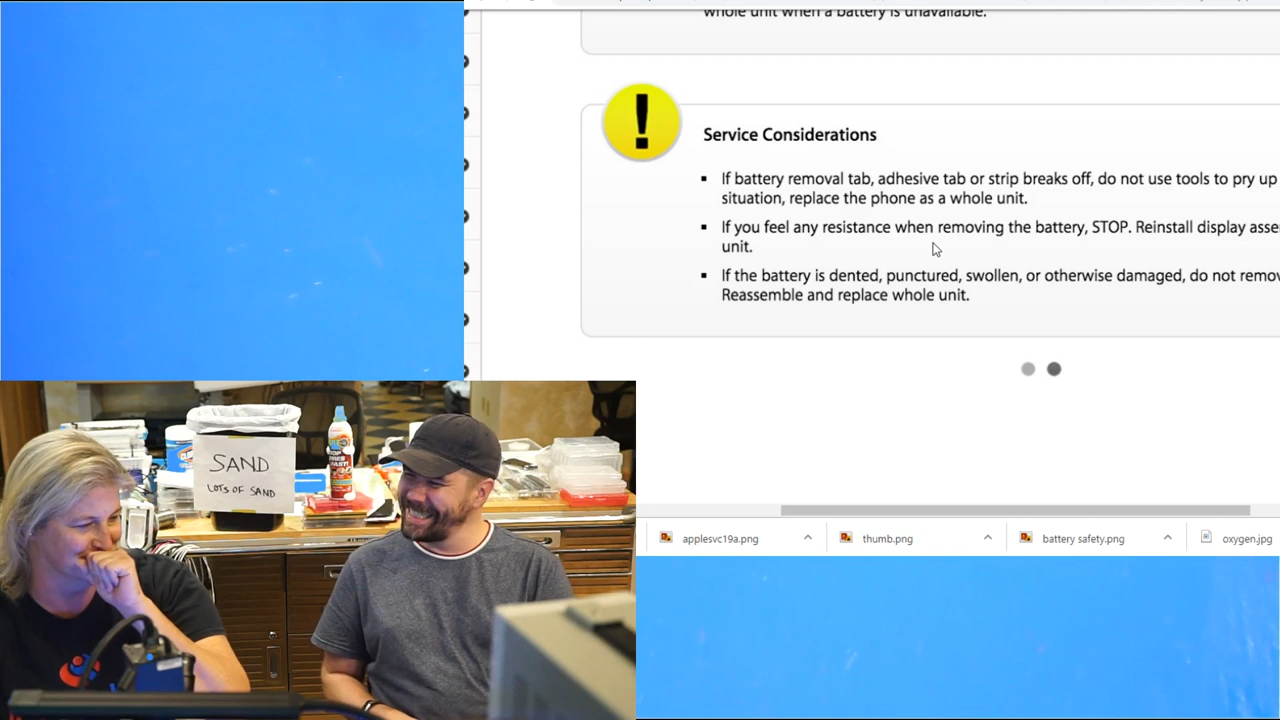 whole unit when a battery is unavailable.
!
Service Considerations
▪ If battery removal tab, adhesive tab or strip breaks off, do not use tools to pry up
situation, replace the phone as a whole unit.
▪ If you feel any resistance when removing the battery, STOP. Reinstall display asse
unit.
▪ If the battery is dented, punctured, swollen, or otherwise damaged, do not remov
Reassemble and replace whole unit.
SAND
LOTS OF SAND
applesvc19a.png
thumb.png
battery safety.png
oxygen.jpg